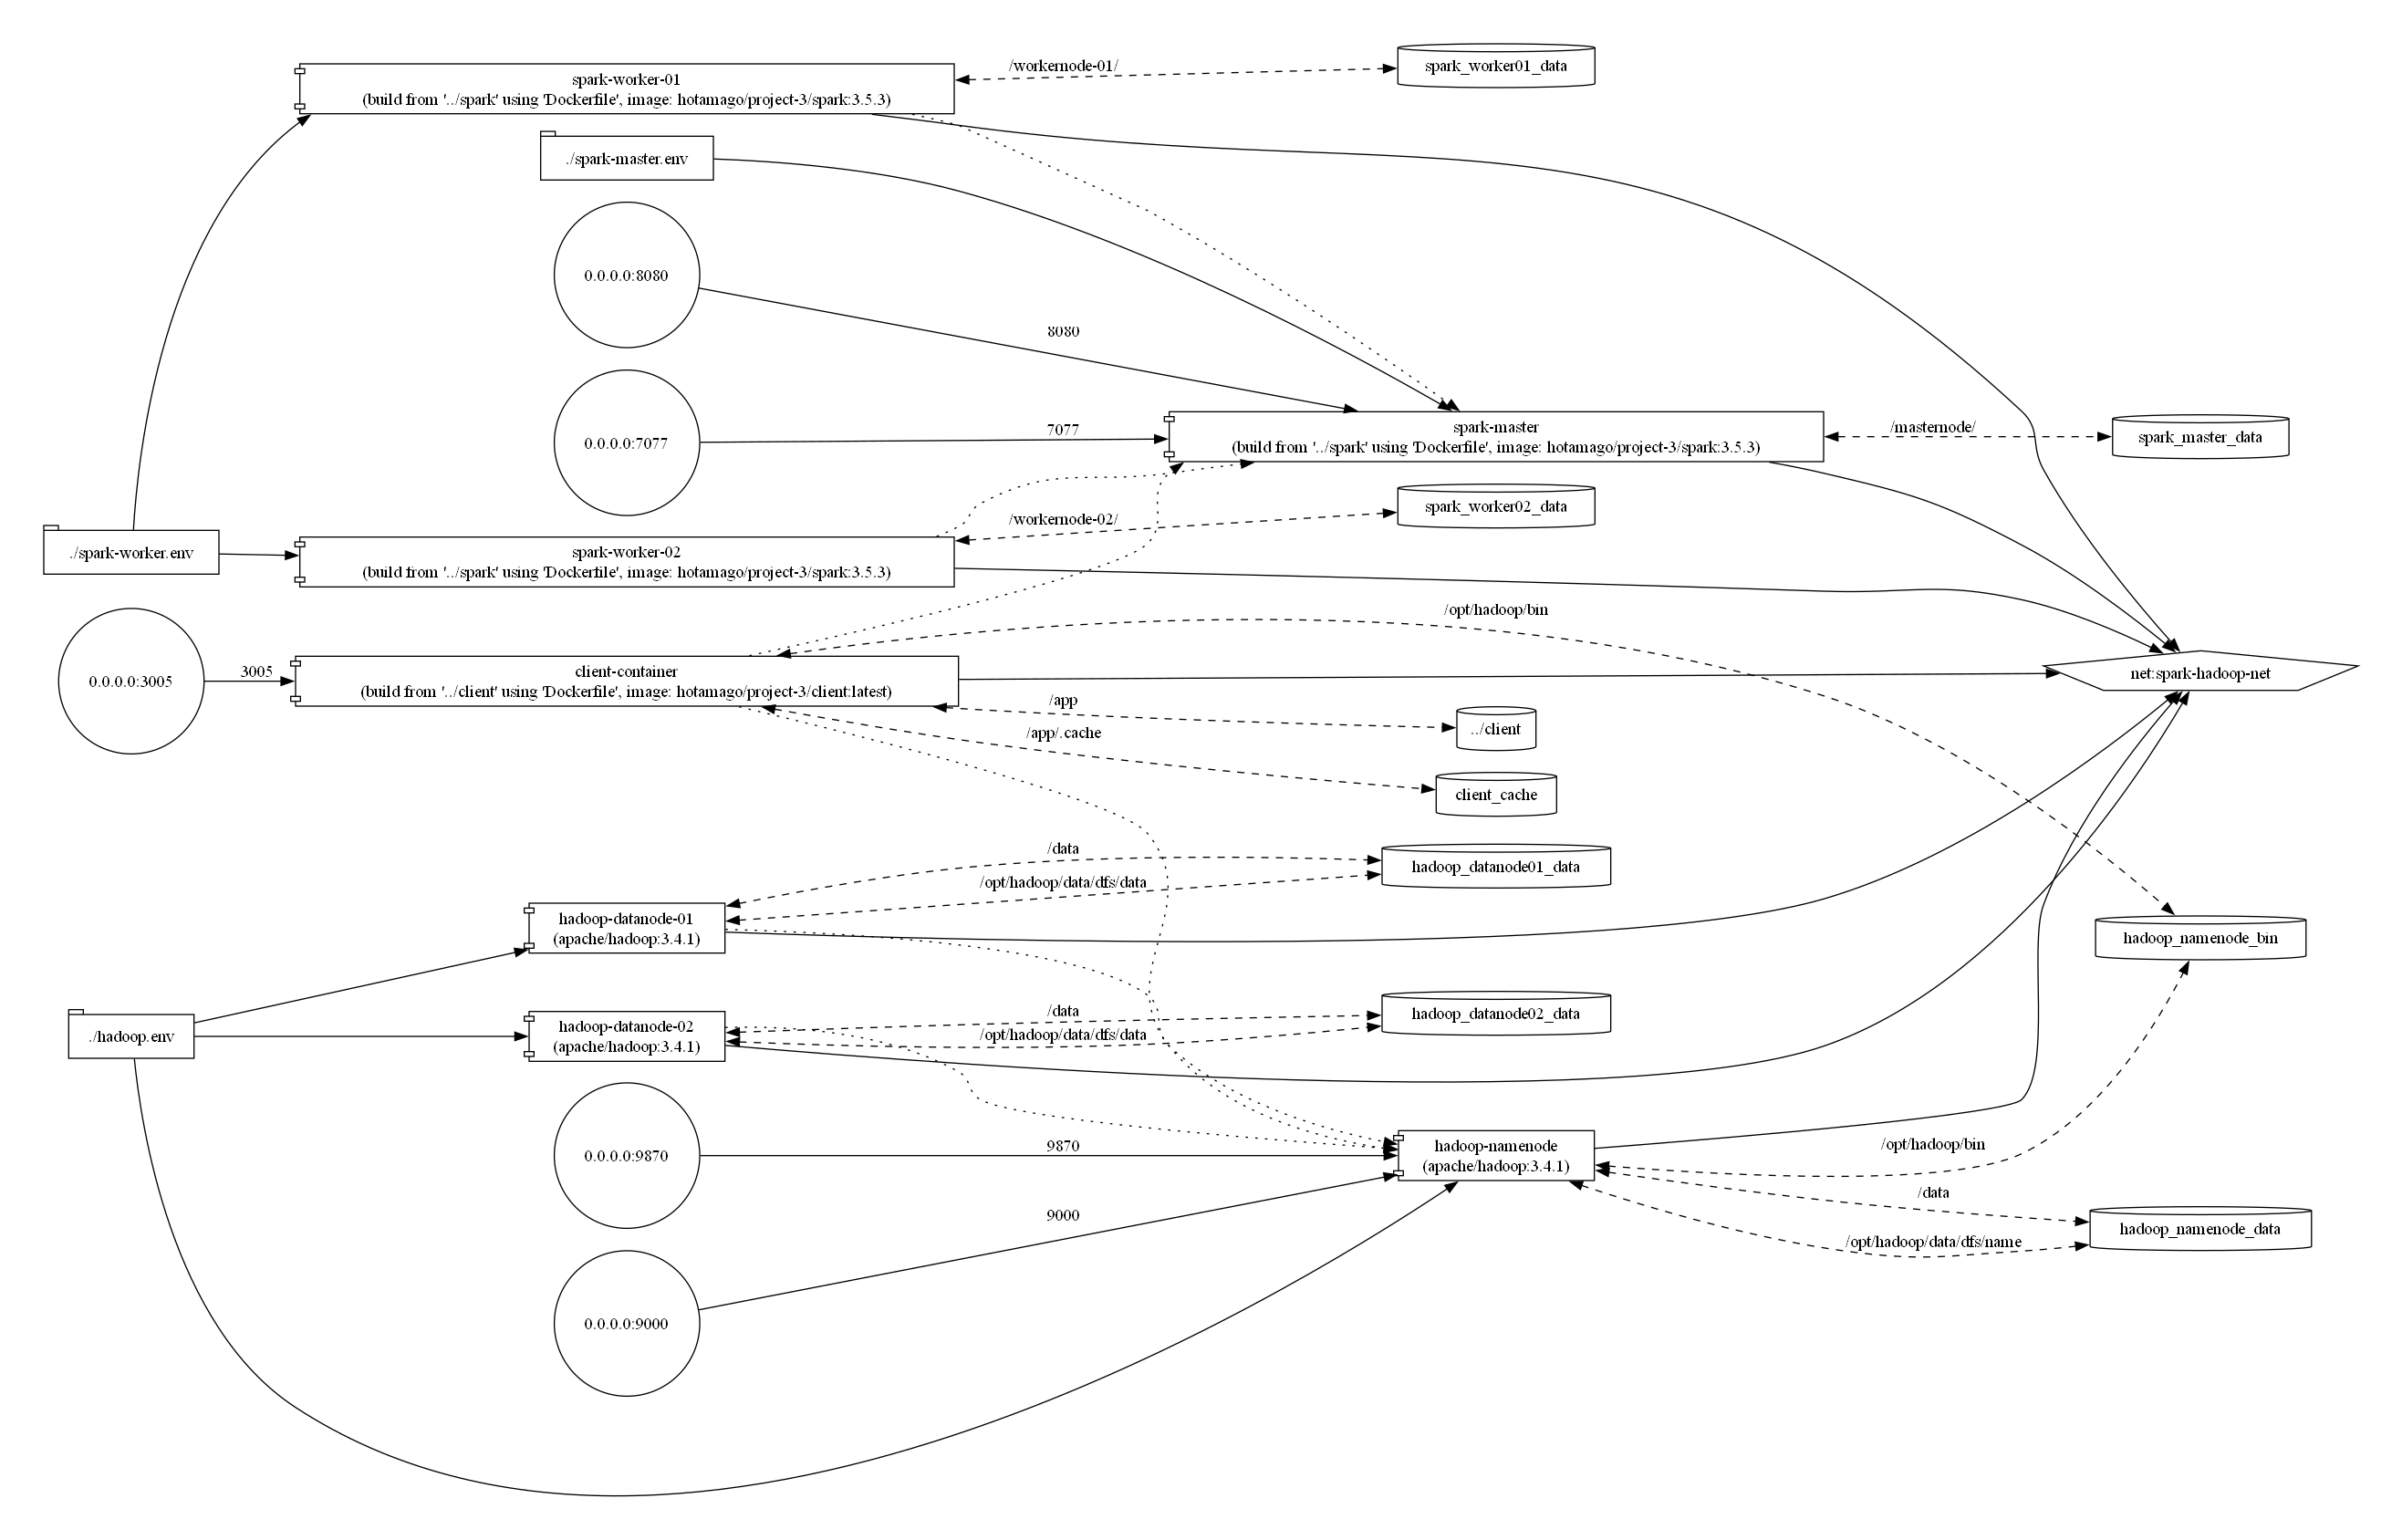 spark-worker-01
(build from '../spark' using 'Dockerfile', image: hotamago/project-3/spark:3.5.3)
/workernode-01/
spark_worker01_data
./spark-master.env
0.0.0.0:8080
8080
0.0.0.0:7077
7077
spark-master
(build from '../spark' using 'Dockerfile', image: hotamago/project-3/spark:3.5.3)
/masternode/
spark_master_data
./spark-worker.env
spark-worker-02
(build from '../spark' using 'Dockerfile', image: hotamago/project-3/spark:3.5.3)
/workernode-02/
spark_worker02_data
0.0.0.0:3005
3005
client-container
(build from '../client' using 'Dockerfile', image: hotamago/project-3/client:latest)
/opt/hadoop/bin
net:spark-hadoop-net
/app
../client
/app/.cache
client_cache
/data
hadoop_datanode01_data
/opt/hadoop/data/dfs/data
hadoop-datanode-01
(apache/hadoop:3.4.1)
hadoop_namenode_bin
./hadoop.env
hadoop-datanode-02
(apache/hadoop:3.4.1)
/data
hadoop_datanode02_data
/opt/hadoop/data/dfs/data
0.0.0.0:9870
9870
hadoop-namenode
(apache/hadoop:3.4.1)
/opt/hadoop/bin
/data
hadoop_namenode_data
/opt/hadoop/data/dfs/name
9000
0.0.0.0:9000